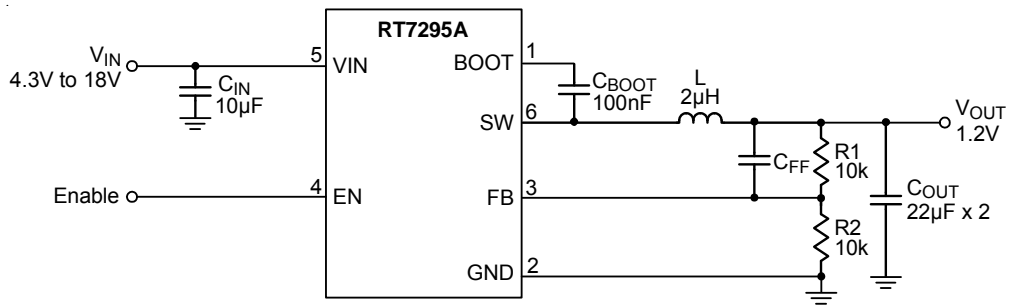 RT7295A
VIN
4.3V to 18V
CIN
10µF
5
VIN
BOOT
1
CBOOT
100nF
L
2µH
6
SW
VOUT
1.2V
CFF
R1
10k
Enable
4
EN
FB
3
COUT
22µF x 2
R2
10k
GND
2